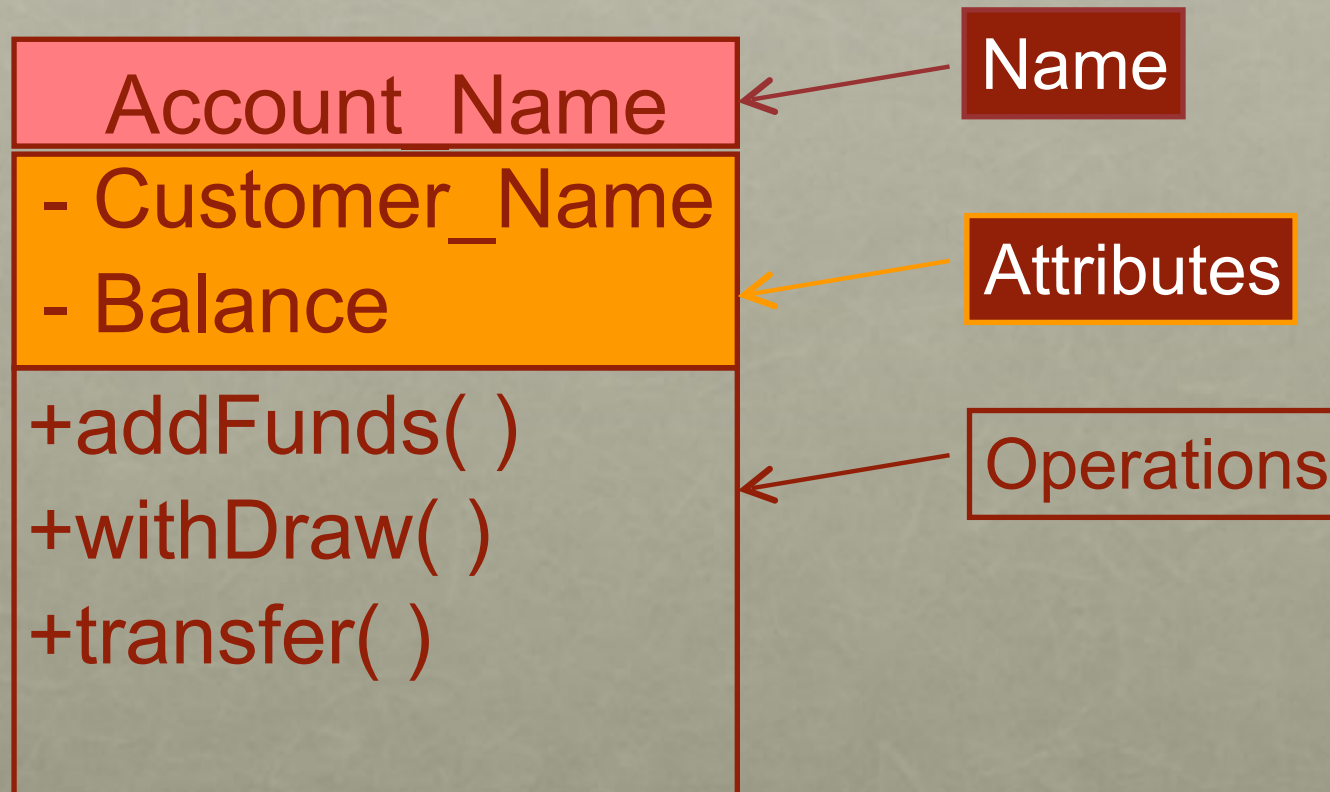 Account_Name
Name
- Customer_Name
- Balance
Attributes
+addFunds( )
+withDraw( )
+transfer( )
Operations